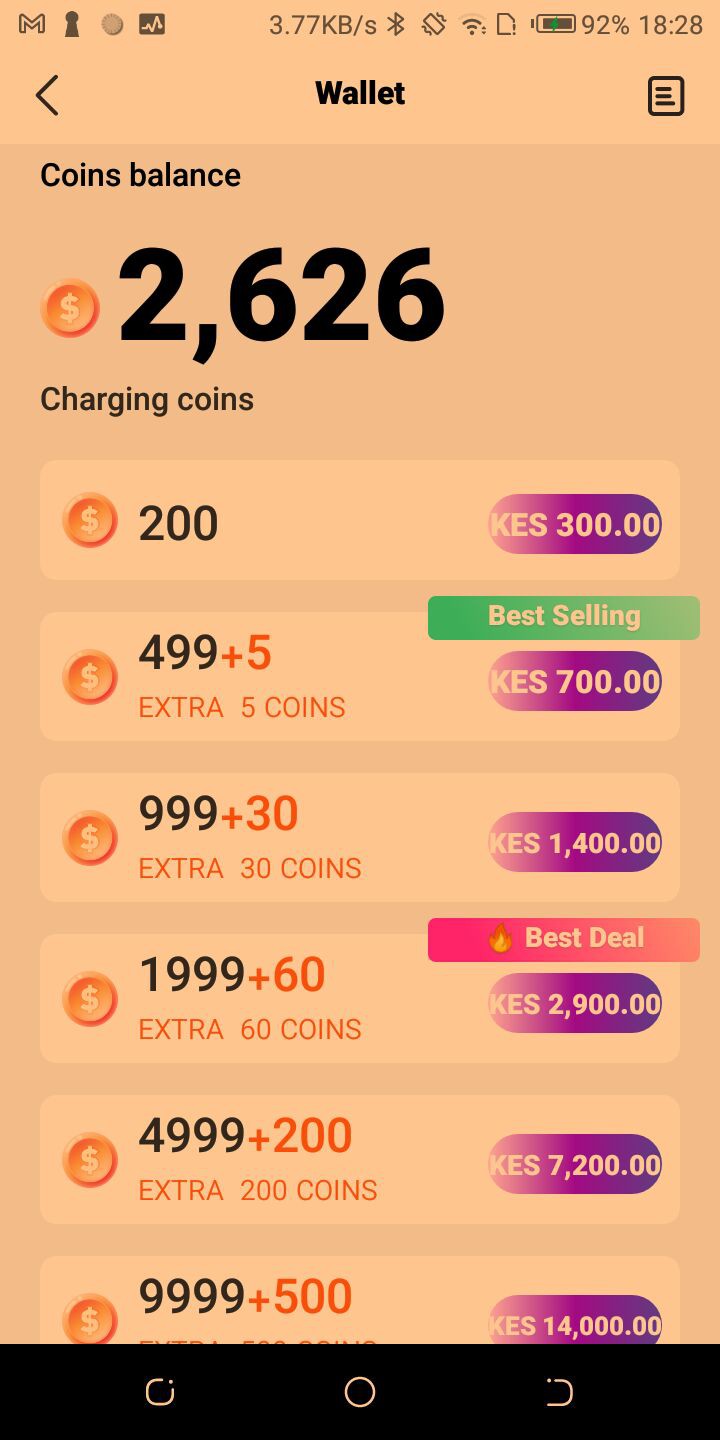 3.77KB/s 92% 18:28
Wallet
Coins balance
2,626
Charging coins
200
KES 300.00
Best Selling
499+5
KES 700.00
EXTRA 5 COINS
999+30
KES 1,400.00
EXTRA 30 COINS
🔥 Best Deal
1999+60
KES 2,900.00
EXTRA 60 COINS
4999+200
KES 7,200.00
EXTRA 200 COINS
9999+500
KES 14,000.00